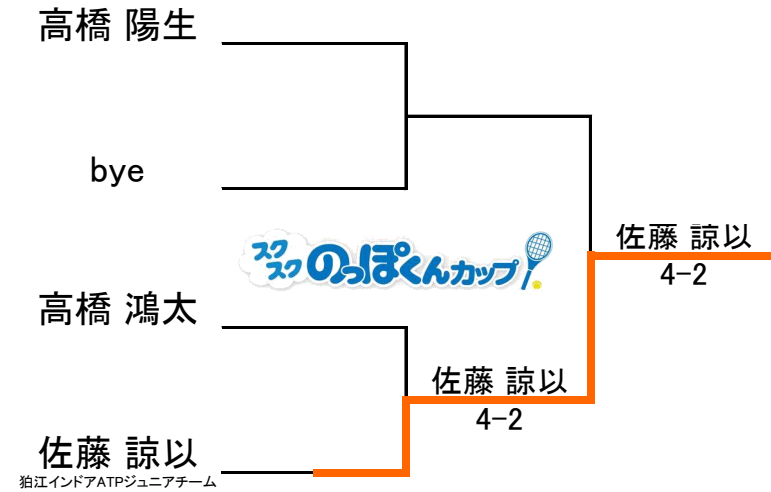 高橋 陽生
bye
スク
スク のっぽくんカップ
佐藤 諒以
4-2
高橋 鴻太
佐藤 諒以
4-2
佐藤 諒以
狛江インドアATPジュニアチーム